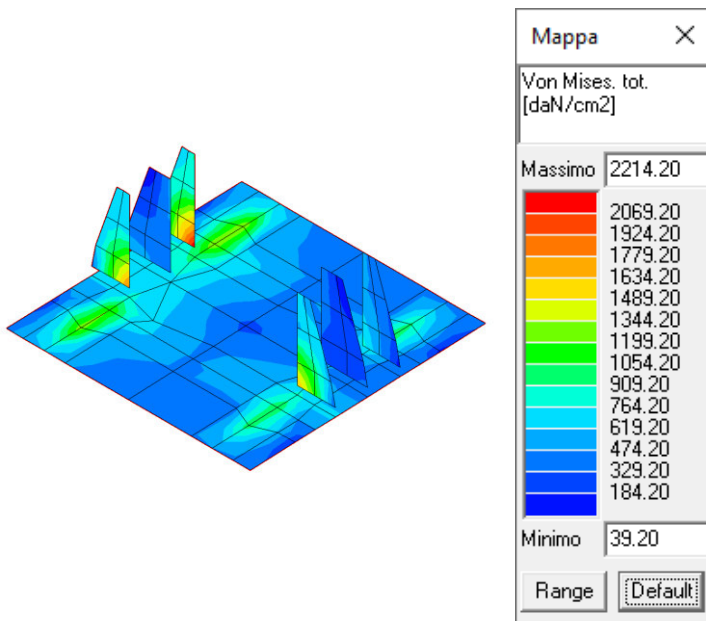 Mappa
Von Mises. tot.
[daN/cm2]
Massimo 2214.20
2069.20
1924.20
1779.20
1634.20
1489.20
1344.20
1199.20
1054.20
909.20
764.20
619.20
474.20
329.20
184.20
Minimo 39.20
Range Default